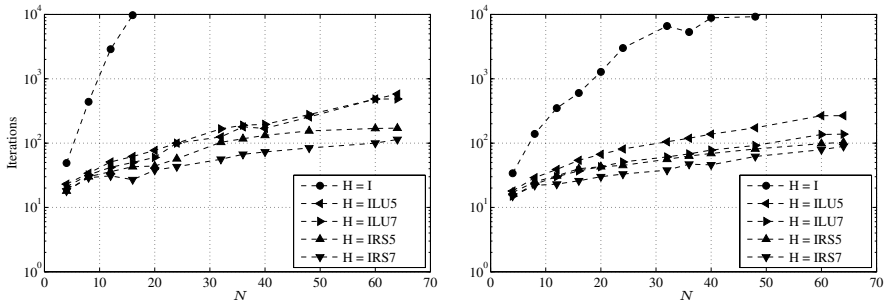 10^4
10^3
10^2
10^1
10^0
Iterations
0 10 20 30 40 50 60 70
N
H = I
H = ILU5
H = ILU7
H = IRS5
H = IRS7
10^4
10^3
10^2
10^1
10^0
0 10 20 30 40 50 60 70
N
H = I
H = ILU5
H = ILU7
H = IRS5
H = IRS7